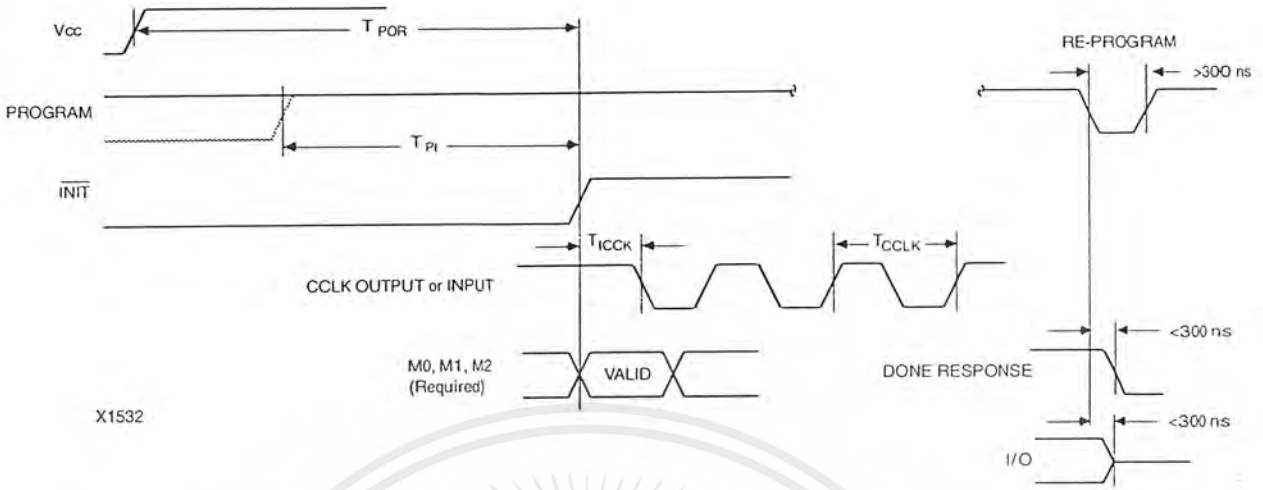 Vcc
T POR
RE-PROGRAM
>300 ns
PROGRAM
T PI
INIT
T ICCK
T CCLK
CCLK OUTPUT or INPUT
<300 ns
M0, M1, M2
(Required)
VALID
DONE RESPONSE
X1532
<300 ns
I/O